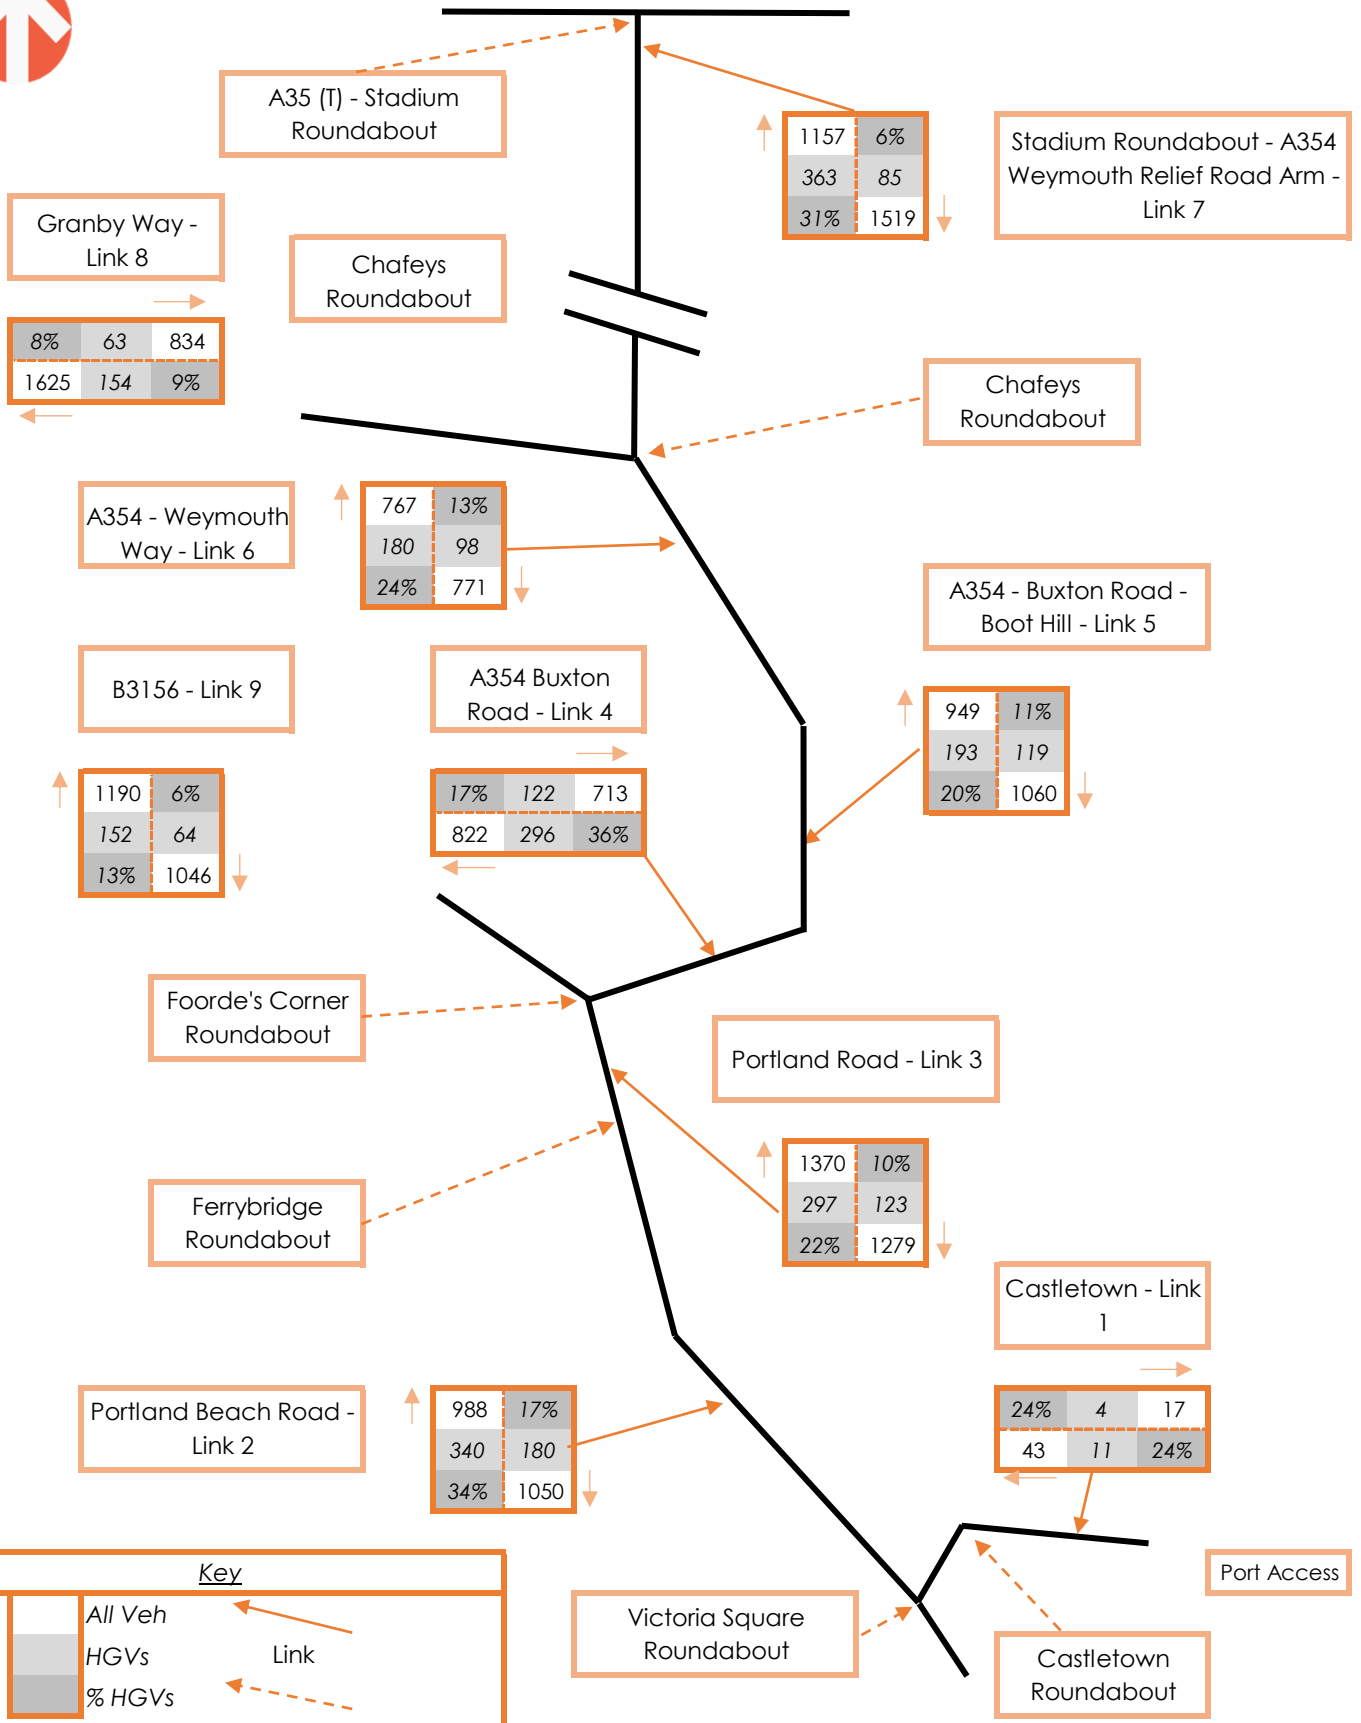 A35 (T) - Stadium
Roundabout
1157 6%
363 85
31% 1519
Stadium Roundabout - A354
Weymouth Relief Road Arm -
Link 7
Granby Way -
Link 8
Chafeys
Roundabout
8% 63 834
1625 154 9%
Chafeys
Roundabout
A354 - Weymouth
Way - Link 6
767 13%
180 98
24% 771
A354 - Buxton Road -
Boot Hill - Link 5
B3156 - Link 9
A354 Buxton
Road - Link 4
949 11%
193 119
20% 1060
1190 6%
152 64
13% 1046
17% 122 713
822 296 36%
Foorde's Corner
Roundabout
Portland Road - Link 3
1370 10%
297 123
22% 1279
Ferrybridge
Roundabout
Castletown - Link
1
24% 4 17
43 11 24%
Portland Beach Road -
Link 2
988 17%
340 180
34% 1050
Port Access
Key
All Veh
HGVs
Link
% HGVs
Victoria Square
Roundabout
Castletown
Roundabout